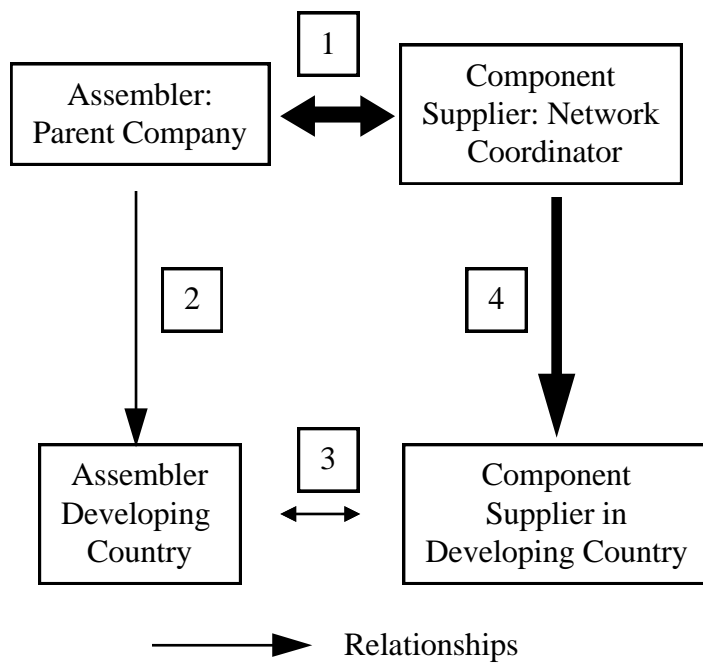 1
Assembler:
Parent Company
Component
Supplier: Network
Coordinator
2
4
Assembler
Developing
Country
3
Component
Supplier in
Developing Country
Relationships